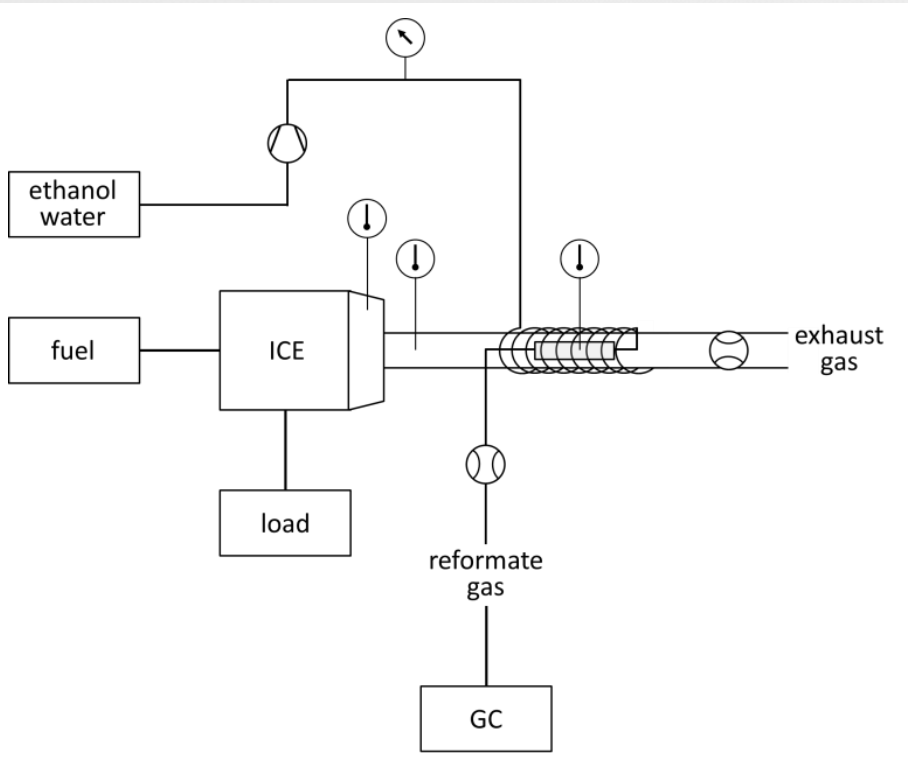 ethanol
water
fuel
ICE
exhaust
gas
load
reformate
gas
GC